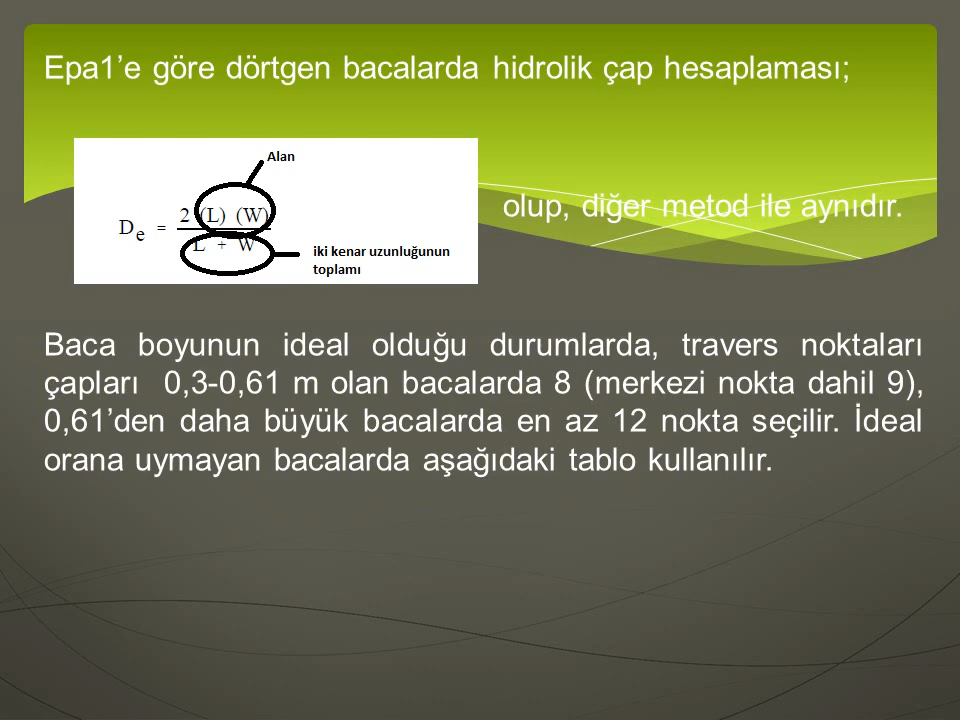 Epa1’e göre dörtgen bacalarda hidrolik çap hesaplaması;
Alan
De = 2 (L) (W) / L + W
iki kenar uzunluğunun
toplamı
olup, diğer metod ile aynıdır.
Baca boyunun ideal olduğu durumlarda, travers noktaları
çapları 0,3-0,61 m olan bacalarda 8 (merkezi nokta dahil 9),
0,61’den daha büyük bacalarda en az 12 nokta seçilir. İdeal
orana uymayan bacalarda aşağıdaki tablo kullanılır.